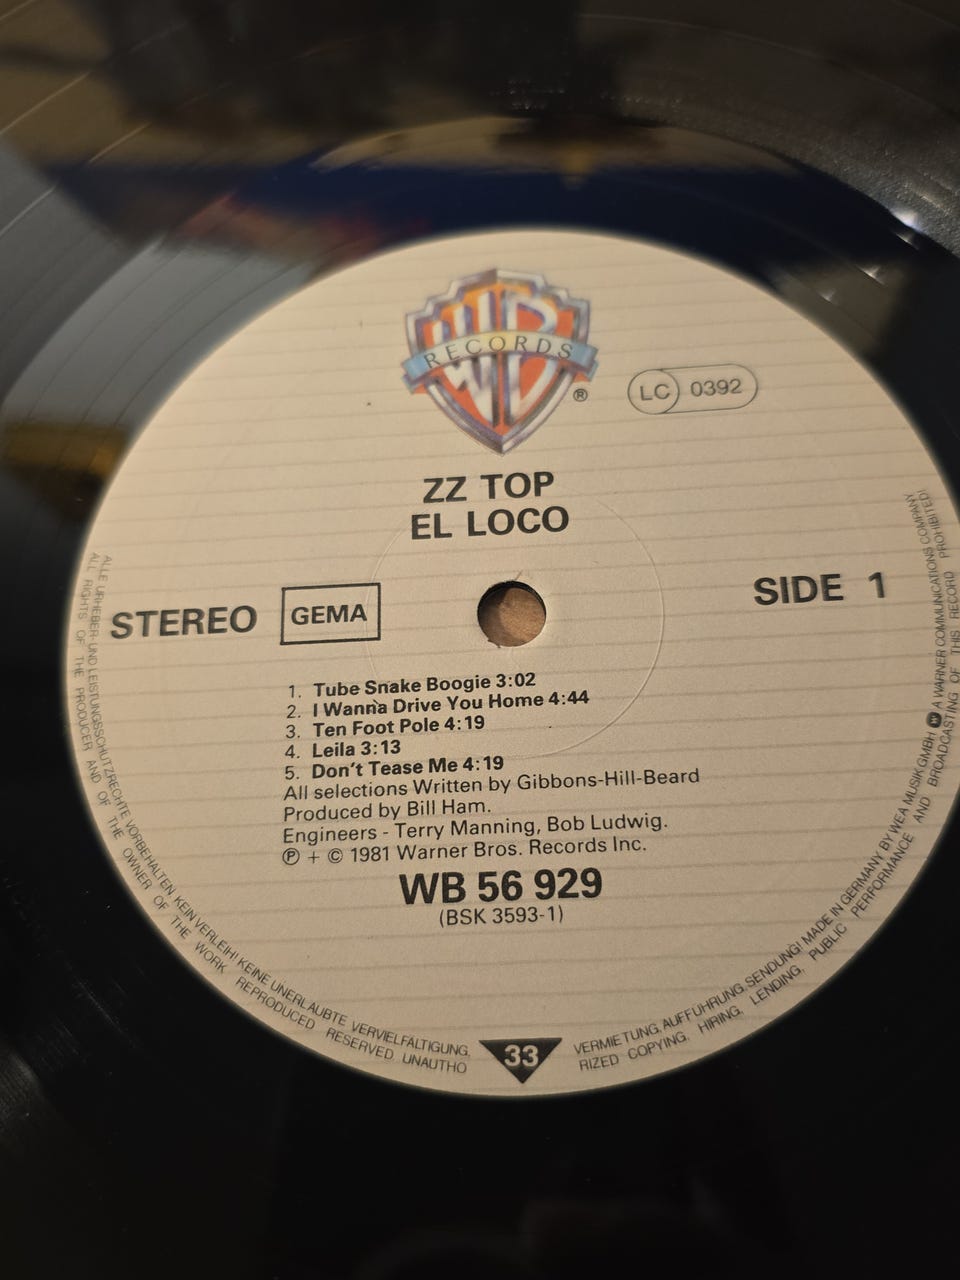 WB
RECORDS
®
LC 0392
ZZ TOP
EL LOCO
STEREO
GEMA
SIDE 1
1. Tube Snake Boogie 3:02
2. I Wanna Drive You Home 4:44
3. Ten Foot Pole 4:19
4. Leila 3:13
5. Don't Tease Me 4:19
All selections Written by Gibbons-Hill-Beard
Produced by Bill Ham.
Engineers - Terry Manning, Bob Ludwig.
℗ + © 1981 Warner Bros. Records Inc.
WB 56 929
(BSK 3593-1)
33
ALLE URHEBER- UND LEISTUNGSSCHUTZRECHTE VORBEHALTEN. KEIN VERLEIH! KEINE UNERLAUBTE VERVIELFÄLTIGUNG, VERMIETUNG, AUFFÜHRUNG, SENDUNG! MADE IN GERMANY BY WEA MUSIK GMBH W A WARNER COMMUNICATIONS COMPANY
ALL RIGHTS OF THE PRODUCER AND OF THE OWNER OF THE WORK REPRODUCED RESERVED. UNAUTHORIZED COPYING, HIRING, LENDING, PUBLIC PERFORMANCE AND BROADCASTING OF THIS RECORD PROHIBITED!